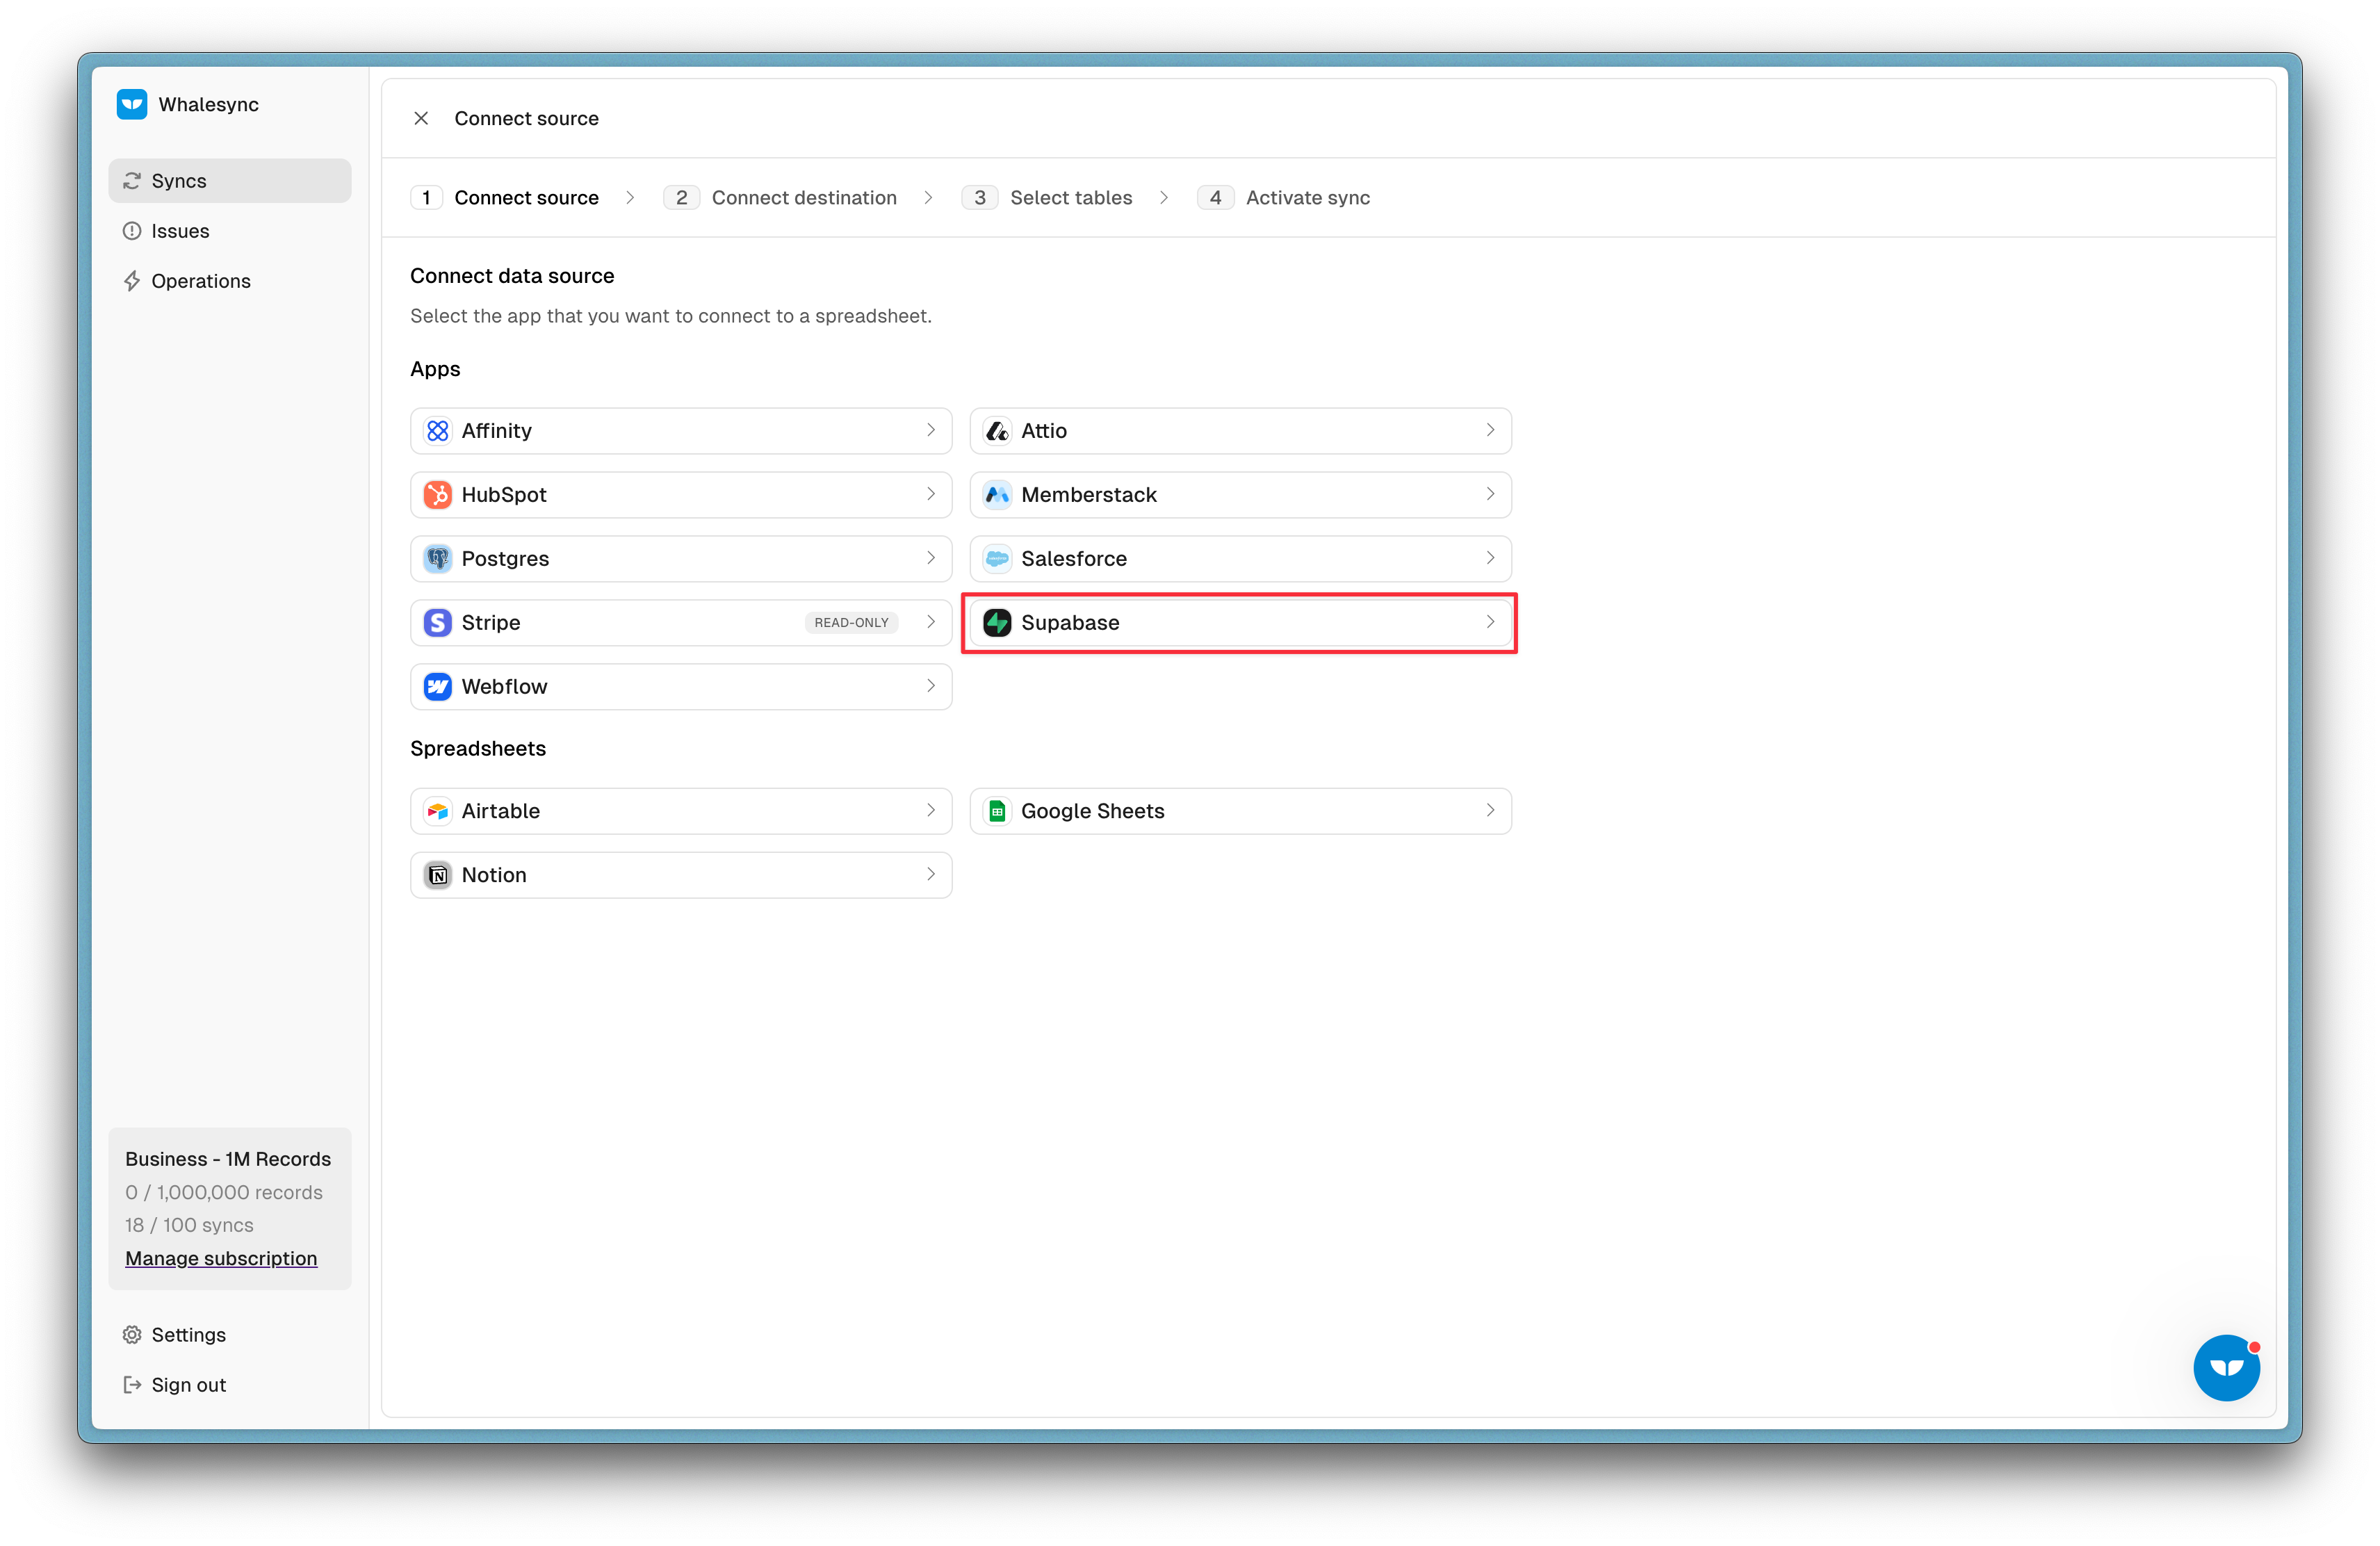 Whalesync
Syncs
Issues
Operations
Connect source
1 Connect source
2 Connect destination
3 Select tables
4 Activate sync
Connect data source
Select the app that you want to connect to a spreadsheet.
Apps
Affinity
Attio
HubSpot
Memberstack
Postgres
Salesforce
Stripe READ-ONLY
Supabase
Webflow
Spreadsheets
Airtable
Google Sheets
Notion
Business - 1M Records
0 / 1,000,000 records
18 / 100 syncs
Manage subscription
Settings
Sign out